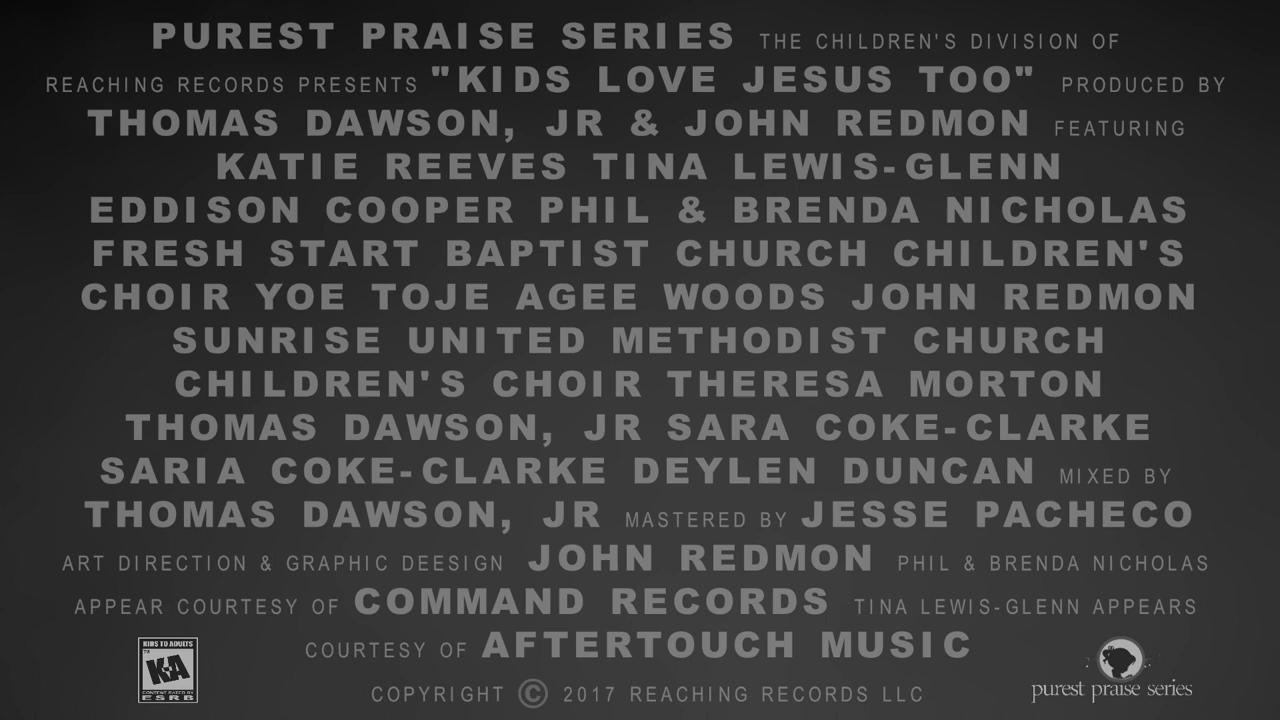 PUREST PRAISE SERIES THE CHILDREN'S DIVISION OF
REACHING RECORDS PRESENTS "KIDS LOVE JESUS TOO" PRODUCED BY
THOMAS DAWSON, JR & JOHN REDMON FEATURING
KATIE REEVES TINA LEWIS-GLENN
EDDISON COOPER PHIL & BRENDA NICHOLAS
FRESH START BAPTIST CHURCH CHILDREN'S
CHOIR YOE TOJE AGEE WOODS JOHN REDMON
SUNRISE UNITED METHODIST CHURCH
CHILDREN'S CHOIR THERESA MORTON
THOMAS DAWSON, JR SARA COKE-CLARKE
SARIA COKE-CLARKE DEYLEN DUNCAN MIXED BY
THOMAS DAWSON, JR MASTERED BY JESSE PACHECO
ART DIRECTION & GRAPHIC DEESIGN JOHN REDMON PHIL & BRENDA NICHOLAS
APPEAR COURTESY OF COMMAND RECORDS TINA LEWIS-GLENN APPEARS
COURTESY OF AFTERTOUCH MUSIC
COPYRIGHT © 2017 REACHING RECORDS LLC
KIDS TO ADULTS
TM
K-A
CONTENT RATED BY
ESRB
purest praise series